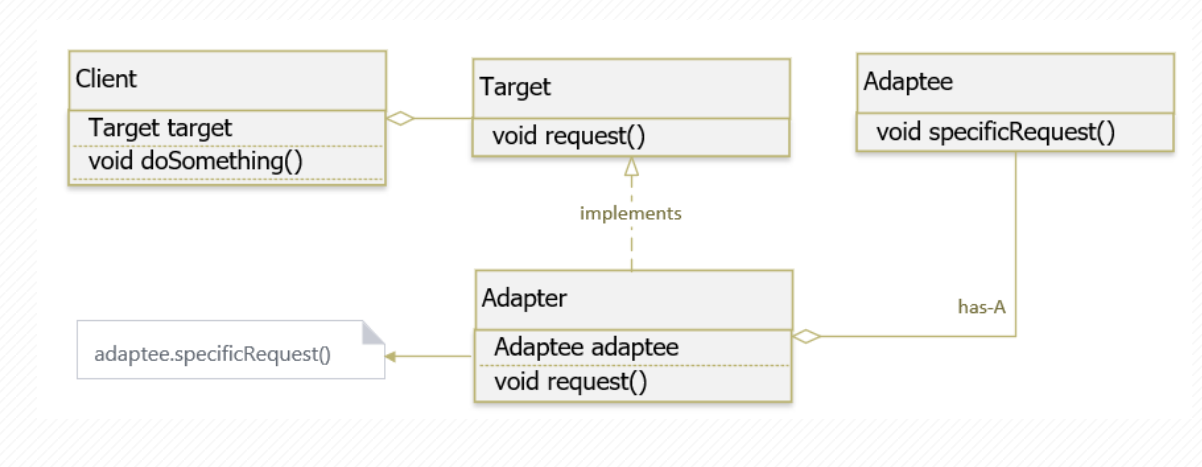 Client
Target target
void doSomething()
Target
void request()
Adaptee
void specificRequest()
implements
Adapter
Adaptee adaptee
void request()
has-A
adaptee.specificRequest()